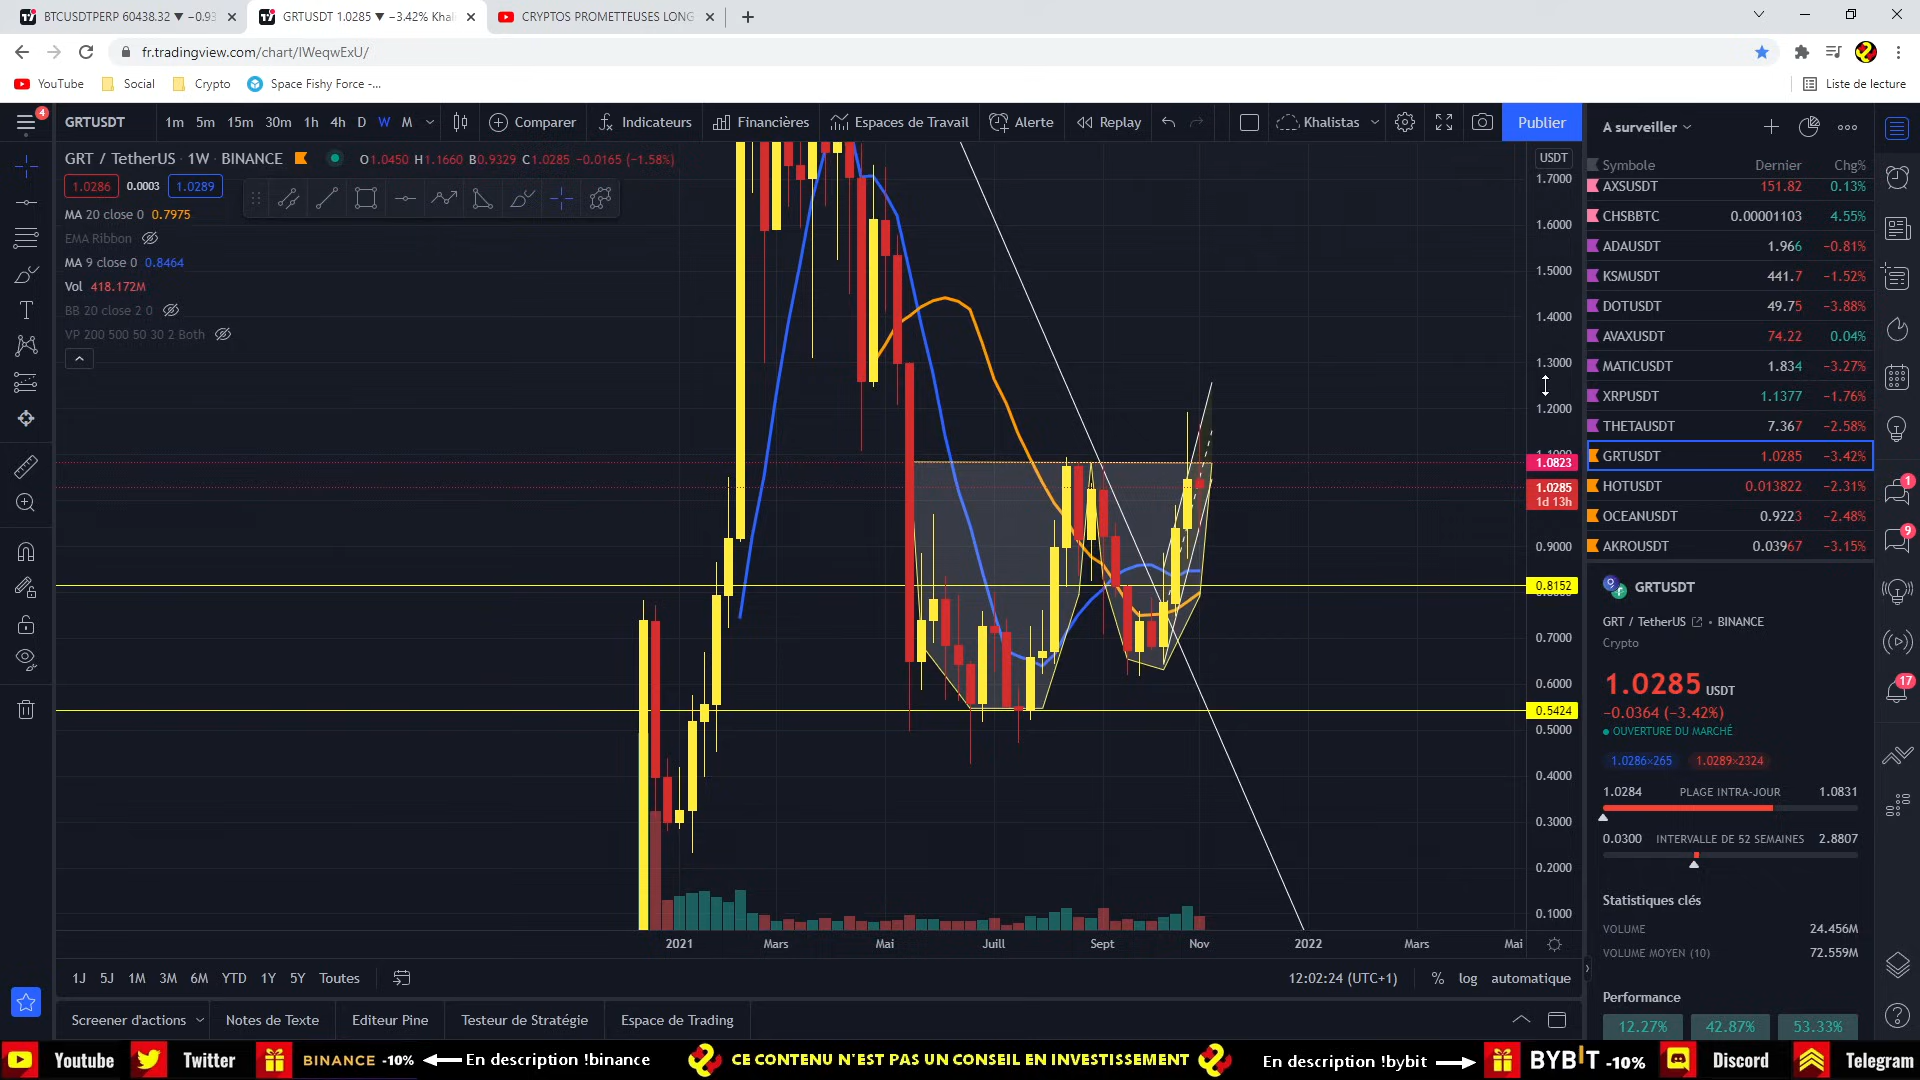 BTCUSDTPERP 60438.32 ▼ −0.93
GRTUSDT 1.0285 ▼ −3.42% Khali
CRYPTOS PROMETTEUSES LONG
fr.tradingview.com/chart/IWeqwExU/
YouTube
Social
Crypto
Space Fishy Force -...
Liste de lecture
4
GRTUSDT
1m 5m 15m 30m 1h 4h D W M
Comparer
Indicateurs
Financières
Espaces de Travail
Alerte
Replay
Khalistas
Publier
GRT / TetherUS · 1W · BINANCE
O1.0450 H1.1660 B0.9329 C1.0285 −0.0165 (−1.58%)
1.0286 0.0003 1.0289
MA 20 close 0 0.7975
EMA Ribbon
MA 9 close 0 0.8464
Vol 418.172M
BB 20 close 2 0
VP 200 500 50 30 2 Both
USDT
1.7000
1.6000
1.5000
1.4000
1.3000
1.2000
1.0823
1.0285
1d 13h
0.9000
0.8152
0.7000
0.6000
0.5424
0.5000
0.4000
0.3000
0.2000
0.1000
2021 Mars Mai Juill Sept Nov 2022 Mars Mai
1J 5J 1M 3M 6M YTD 1Y 5Y Toutes
12:02:24 (UTC+1)
% log automatique
Screener d'actions
Notes de Texte
Editeur Pine
Testeur de Stratégie
Espace de Trading
A surveiller
Symbole Dernier Chg%
AXSUSDT 151.82 0.13%
CHSBBTC 0.00001103 4.55%
ADAUSDT 1.966 −0.81%
KSMUSDT 441.7 −1.52%
DOTUSDT 49.75 −3.88%
AVAXUSDT 74.22 0.04%
MATICUSDT 1.834 −3.27%
XRPUSDT 1.1377 −1.76%
THETAUSDT 7.367 −2.58%
GRTUSDT 1.0285 −3.42%
HOTUSDT 0.013822 −2.31%
OCEANUSDT 0.9223 −2.48%
AKROUSDT 0.03967 −3.15%
GRTUSDT
GRT / TetherUS • BINANCE
Crypto
1.0285 USDT
−0.0364 (−3.42%)
OUVERTURE DU MARCHÉ
1.0286×265 1.0289×2324
1.0284 PLAGE INTRA-JOUR 1.0831
0.0300 INTERVALLE DE 52 SEMAINES 2.8807
Statistiques clés
VOLUME 24.456M
VOLUME MOYEN (10) 72.559M
Performance
12.27% 42.87% 53.33%
1
9
17
Youtube
Twitter
BINANCE -10%
En description !binance
CE CONTENU N'EST PAS UN CONSEIL EN INVESTISSEMENT
En description !bybit
BYBIT -10%
Discord
Telegram